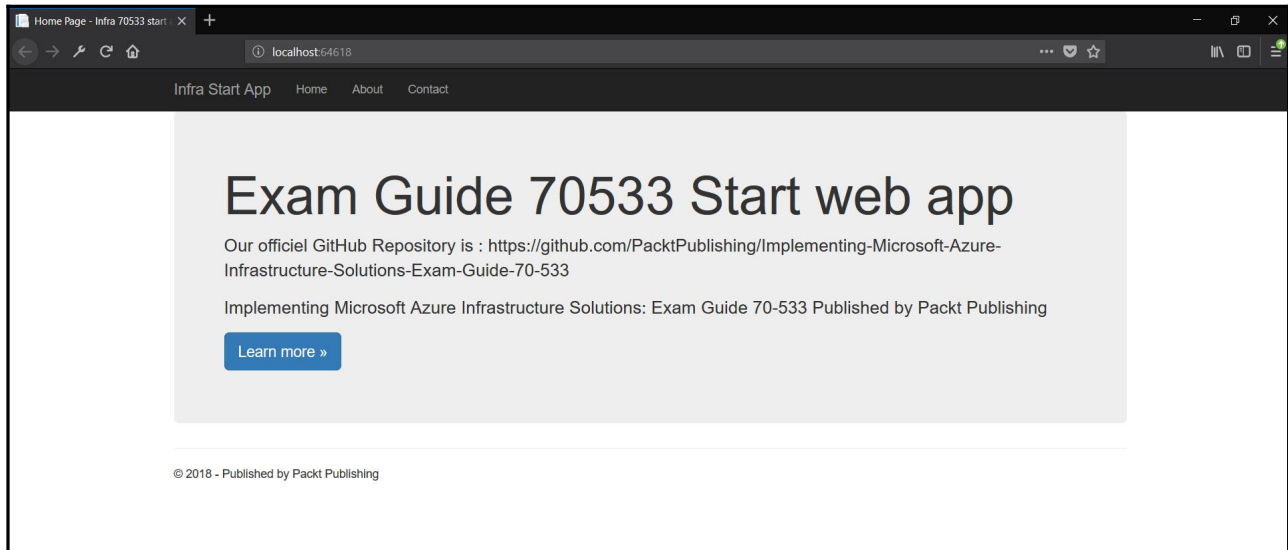 Home Page - Infra 70533 start
localhost:64618
Infra Start App Home About Contact
Exam Guide 70533 Start web app
Our officiel GitHub Repository is : https://github.com/PacktPublishing/Implementing-Microsoft-Azure-
Infrastructure-Solutions-Exam-Guide-70-533
Implementing Microsoft Azure Infrastructure Solutions: Exam Guide 70-533 Published by Packt Publishing
Learn more »
© 2018 - Published by Packt Publishing